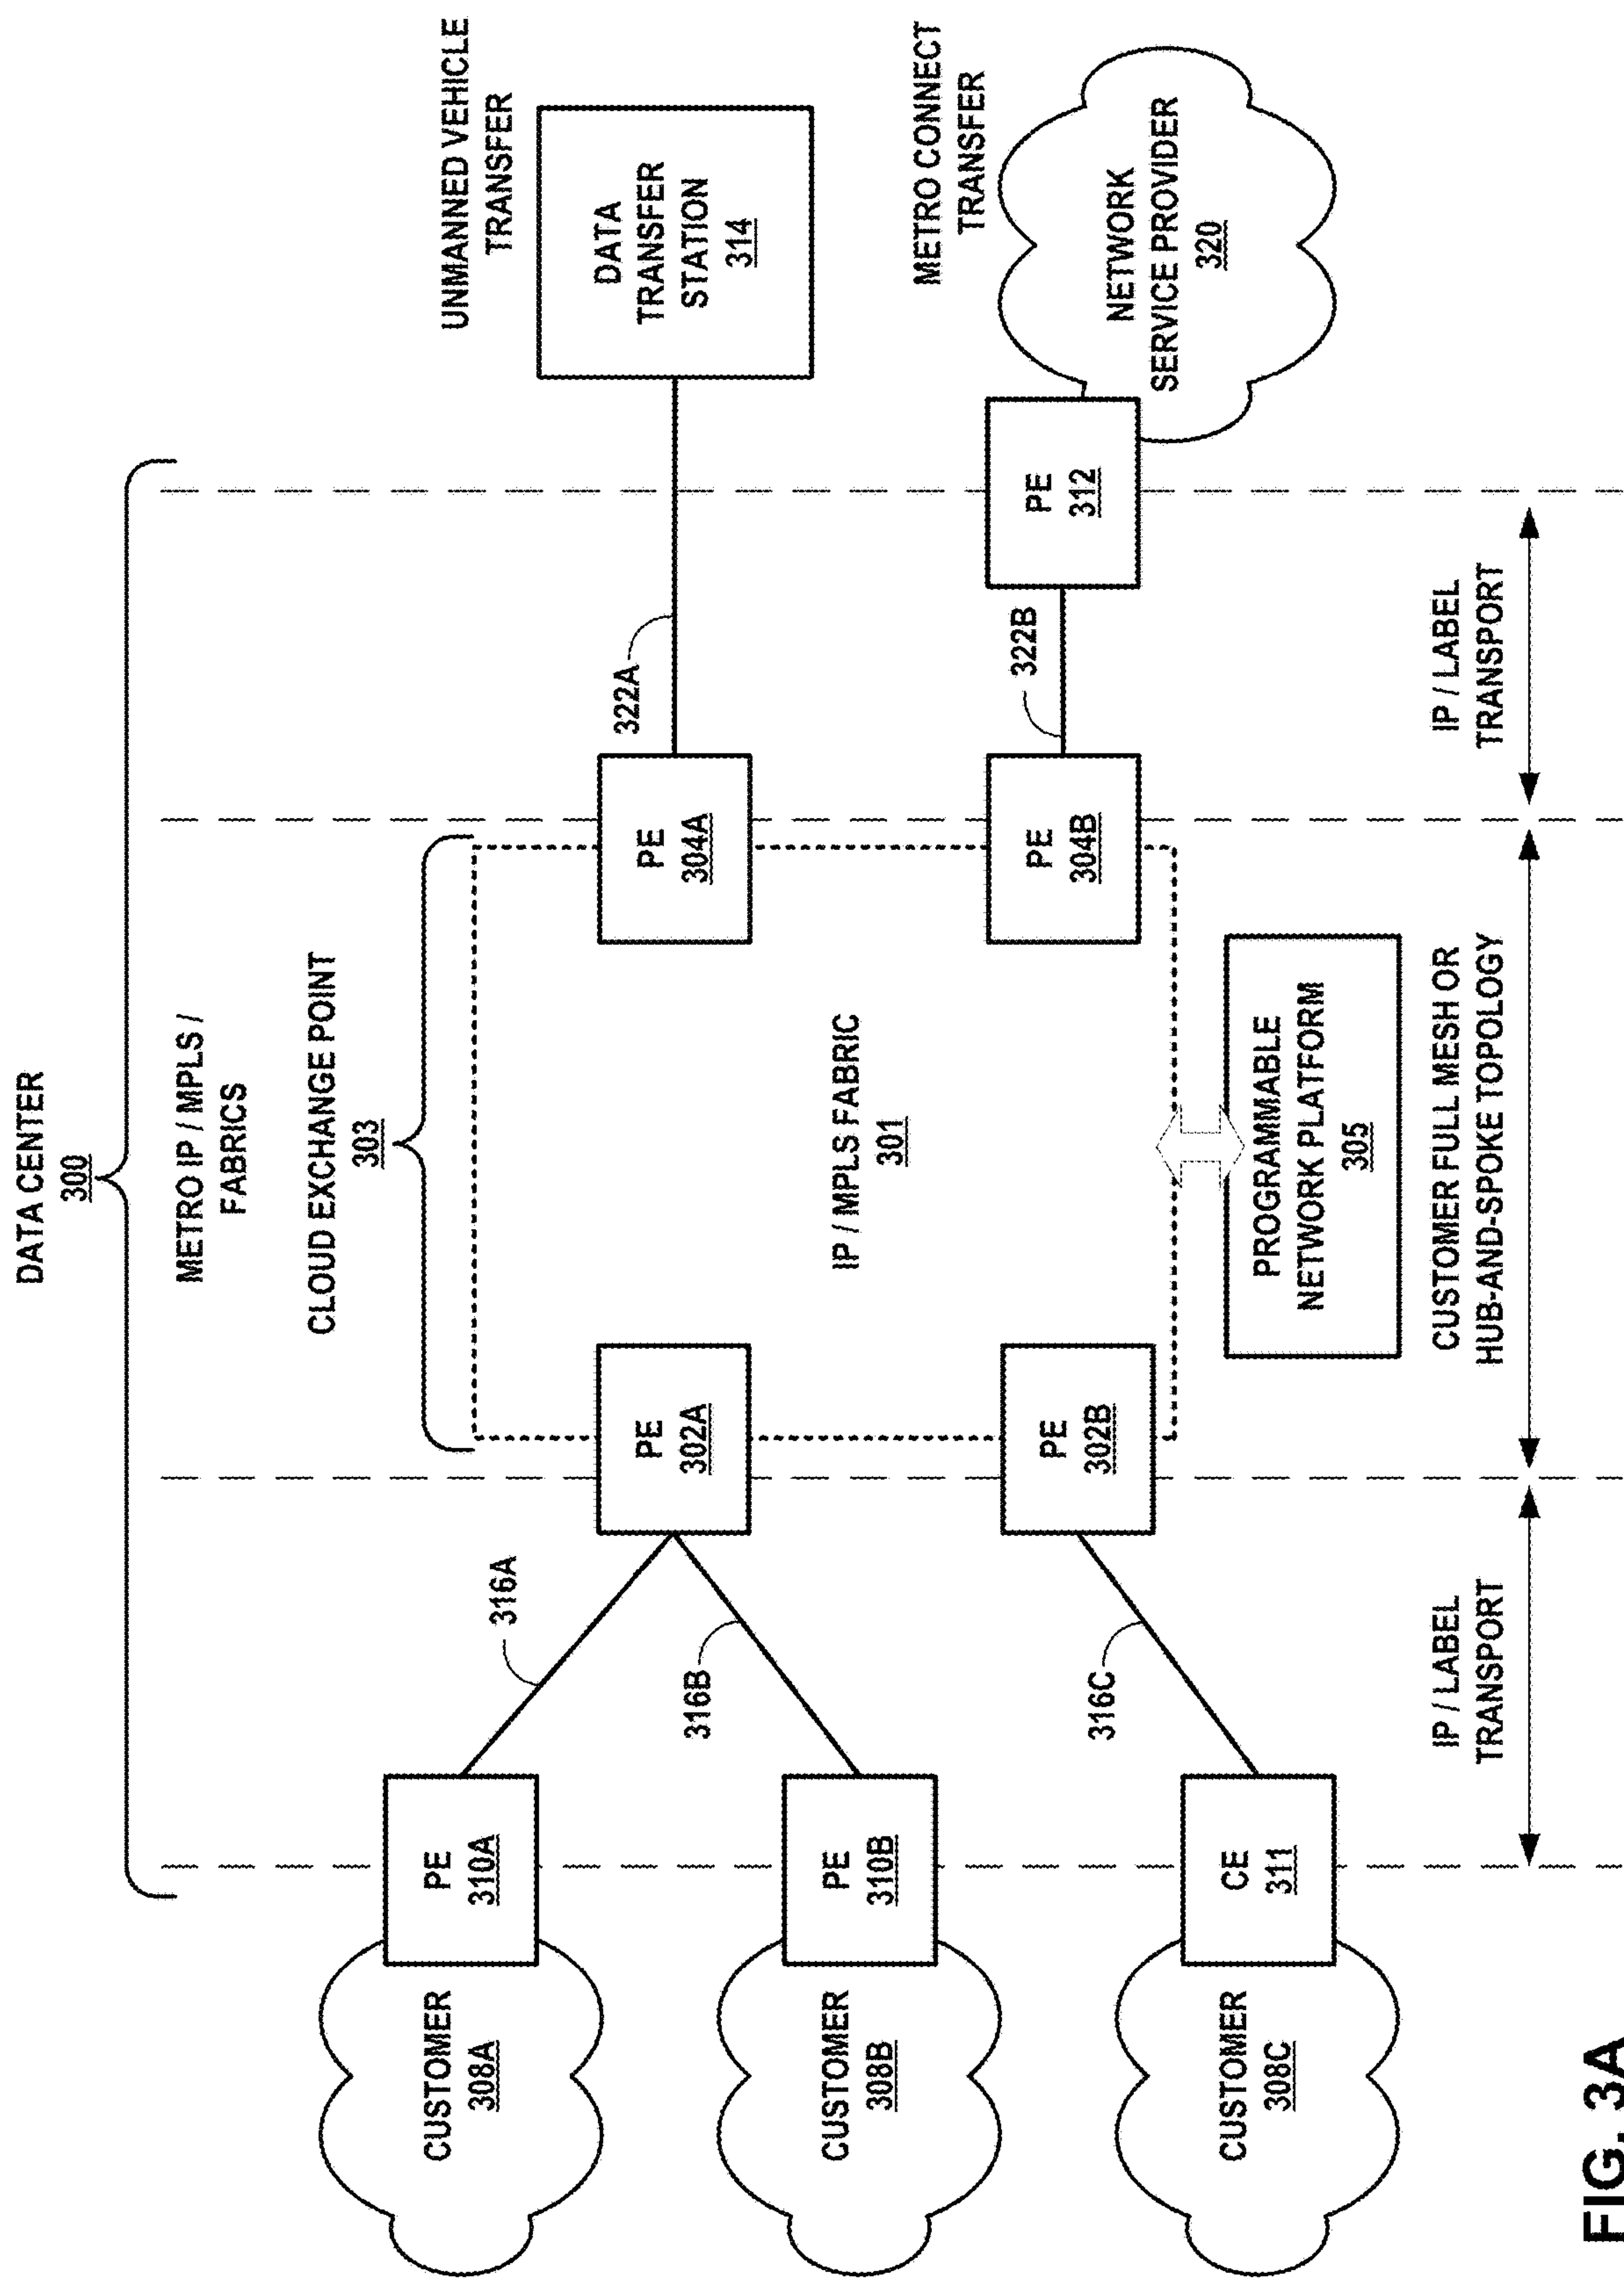 DATA CENTER
300
METRO IP / MPLS /
FABRICS
CLOUD EXCHANGE POINT
303
UNMANNED VEHICLE
TRANSFER
CUSTOMER
308A
PE
310A
316A
PE
302A
PE
304A
322A
DATA
TRANSFER
STATION
314
CUSTOMER
308B
PE
310B
316B
IP / MPLS FABRIC
301
METRO CONNECT
TRANSFER
CUSTOMER
308C
CE
311
316C
PE
302B
PE
304B
322B
PE
312
NETWORK
SERVICE PROVIDER
320
PROGRAMMABLE
NETWORK PLATFORM
305
IP / LABEL
TRANSPORT
CUSTOMER FULL MESH OR
HUB-AND-SPOKE TOPOLOGY
IP / LABEL
TRANSPORT
FIG. 3A